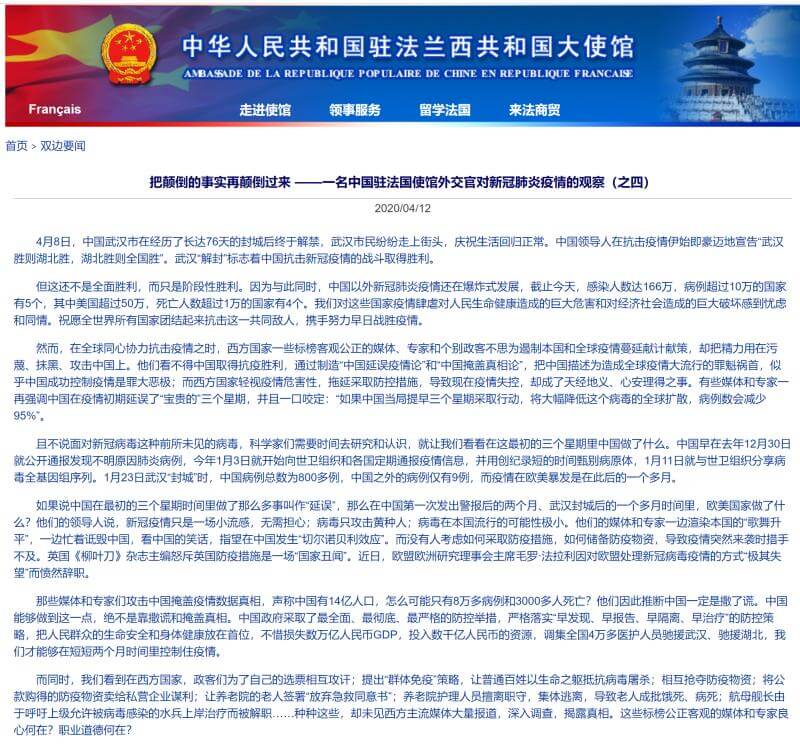 中华人民共和国驻法兰西共和国大使馆
AMBASSADE DE LA REPUBLIQUE POPULAIRE DE CHINE EN REPUBLIQUE FRANCAISE
Français 走进使馆 领事服务 留学法国 来法商贸
首页 > 双边要闻
把颠倒的事实再颠倒过来 ——一名中国驻法国使馆外交官对新冠肺炎疫情的观察（之四）
2020/04/12
4月8日，中国武汉市在经历了长达76天的封城后终于解禁，武汉市民纷纷走上街头，庆祝生活回归正常。中国领导人在抗击疫情伊始即豪迈地宣告“武汉
胜则湖北胜，湖北胜则全国胜”。武汉“解封”标志着中国抗击新冠疫情的战斗取得胜利。
但这还不是全面胜利，而只是阶段性胜利。因为与此同时，中国以外新冠肺炎疫情还在爆炸式发展，截止今天，感染人数达166万，病例超过10万的国家
有5个，其中美国超过50万，死亡人数超过1万的国家有4个。我们对这些国家疫情肆虐对人民生命健康造成的巨大危害和对经济社会造成的巨大破坏感到忧虑
和同情。祝愿全世界所有国家团结起来抗击这一共同敌人，携手努力早日战胜疫情。
然而，在全球同心协力抗击疫情之时，西方国家一些标榜客观公正的媒体、专家和个别政客不思为遏制本国和全球疫情蔓延献计献策，却把精力用在污
蔑、抹黑、攻击中国上。他们看不得中国取得抗疫胜利，通过制造“中国延误疫情论”和“中国掩盖真相论”，把中国描述为造成全球疫情大流行的罪魁祸首，似
乎中国成功控制疫情是罪大恶极；而西方国家轻视疫情危害性，拖延采取防控措施，导致现在疫情失控，却成了天经地义、心安理得之事。有些媒体和专家一
再强调中国在疫情初期延误了“宝贵的”三个星期，并且一口咬定：“如果中国当局提早三个星期采取行动，将大幅降低这个病毒的全球扩散，病例数会减少
95%”。
且不说面对新冠病毒这种前所未见的病毒，科学家们需要时间去研究和认识，就让我们看看在这最初的三个星期里中国做了什么。中国早在去年12月30日
就公开通报发现不明原因肺炎病例，今年1月3日就开始向世卫组织和各国定期通报疫情信息，并用创纪录短的时间甄别病原体，1月11日就与世卫组织分享病
毒全基因组序列。1月23日武汉“封城”时，中国病例总数为800多例，中国之外的病例仅有9例，而疫情在欧美暴发是在此后的一个多月。
如果说中国在最初的三个星期时间里做了那么多事叫作“延误”，那么在中国第一次发出警报后的两个月、武汉封城后的一个多月时间里，欧美国家做了什
么？他们的领导人说，新冠疫情只是一场小流感，无需担心；病毒只攻击黄种人；病毒在本国流行的可能性极小。他们的媒体和专家一边渲染本国的“歌舞升
平”，一边忙着诋毁中国，看中国的笑话，指望在中国发生“切尔诺贝利效应”。而没有人考虑如何采取防疫措施，如何储备防疫物资，导致疫情突然来袭时措手
不及。英国《柳叶刀》杂志主编怒斥英国防疫措施是一场“国家丑闻”。近日，欧盟欧洲研究理事会主席毛罗·法拉利因对欧盟处理新冠病毒疫情的方式“极其失
望”而愤然辞职。
那些媒体和专家们攻击中国掩盖疫情数据真相，声称中国有14亿人口，怎么可能只有8万多病例和3000多人死亡？他们因此推断中国一定是撒了谎。中国
能够做到这一点，绝不是靠撒谎和掩盖真相。中国政府采取了最全面、最彻底、最严格的防控举措，严格落实“早发现、早报告、早隔离、早治疗”的防控策
略，把人民群众的生命安全和身体健康放在首位，不惜损失数万亿人民币GDP，投入数千亿人民币的资源，调集全国4万多医护人员驰援武汉、驰援湖北，我
们才能够在短短两个月时间里控制住疫情。
而同时，我们看到在西方国家，政客们为了自己的选票相互攻讦；提出“群体免疫”策略，让普通百姓以生命之躯抵抗病毒屠杀；相互抢夺防疫物资；将公
款购得的防疫物资卖给私营企业谋利；让养老院的老人签署“放弃急救同意书”；养老院护理人员擅离职守，集体逃离，导致老人成批饿死、病死；航母舰长由
于呼吁上级允许被病毒感染的水兵上岸治疗而被解职……种种这些，却未见西方主流媒体大量报道，深入调查，揭露真相。这些标榜公正客观的媒体和专家良
心何在？职业道德何在？